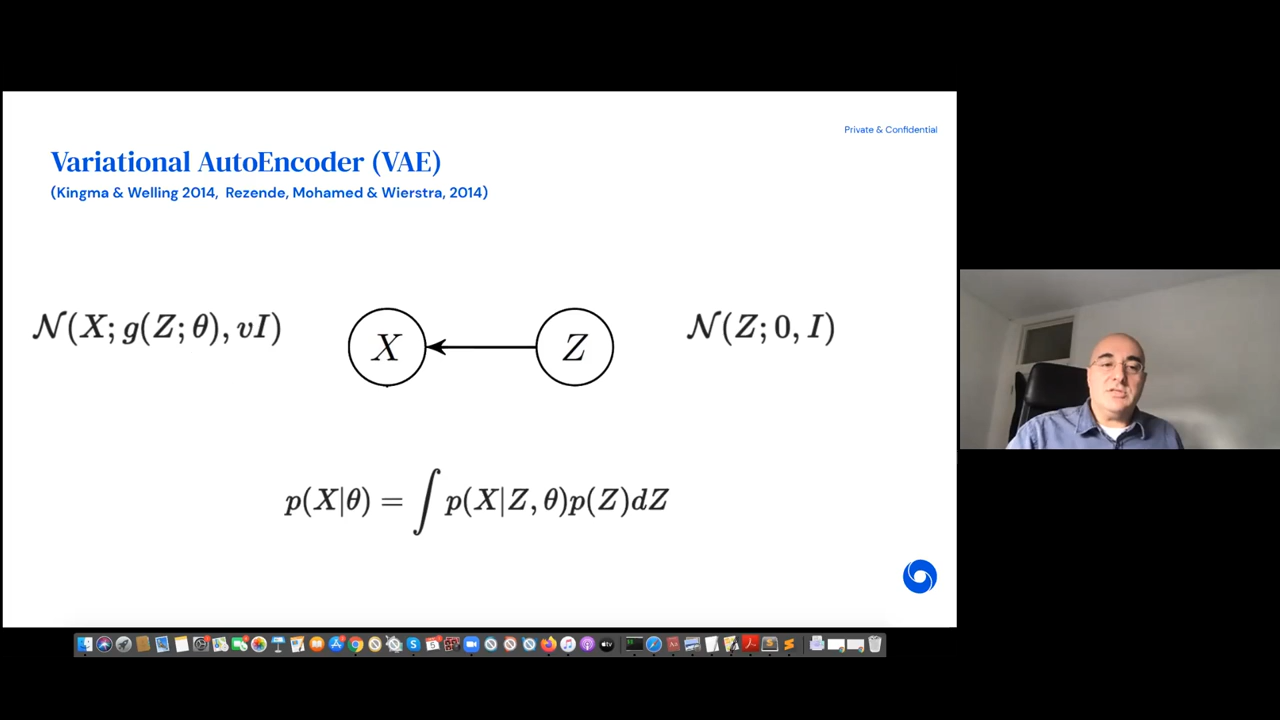 Private & Confidential
Variational AutoEncoder (VAE)
(Kingma & Welling 2014, Rezende, Mohamed & Wierstra, 2014)
𝒩(X; g(Z; θ), vI)
X
Z
𝒩(Z; 0, I)
p(X|θ) = ∫ p(X|Z, θ)p(Z)dZ